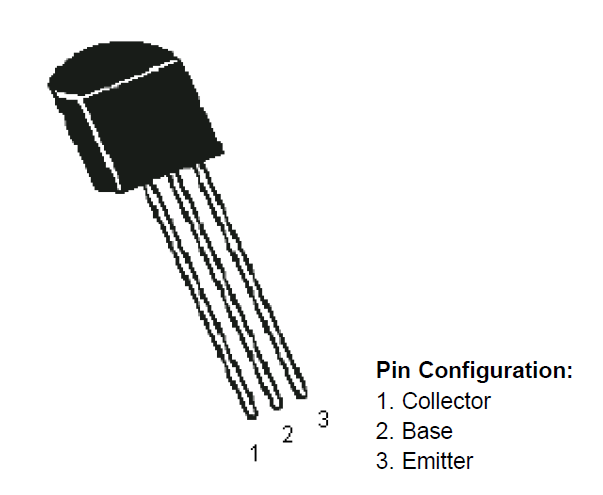 1
2
3
Pin Configuration:
1. Collector
2. Base
3. Emitter